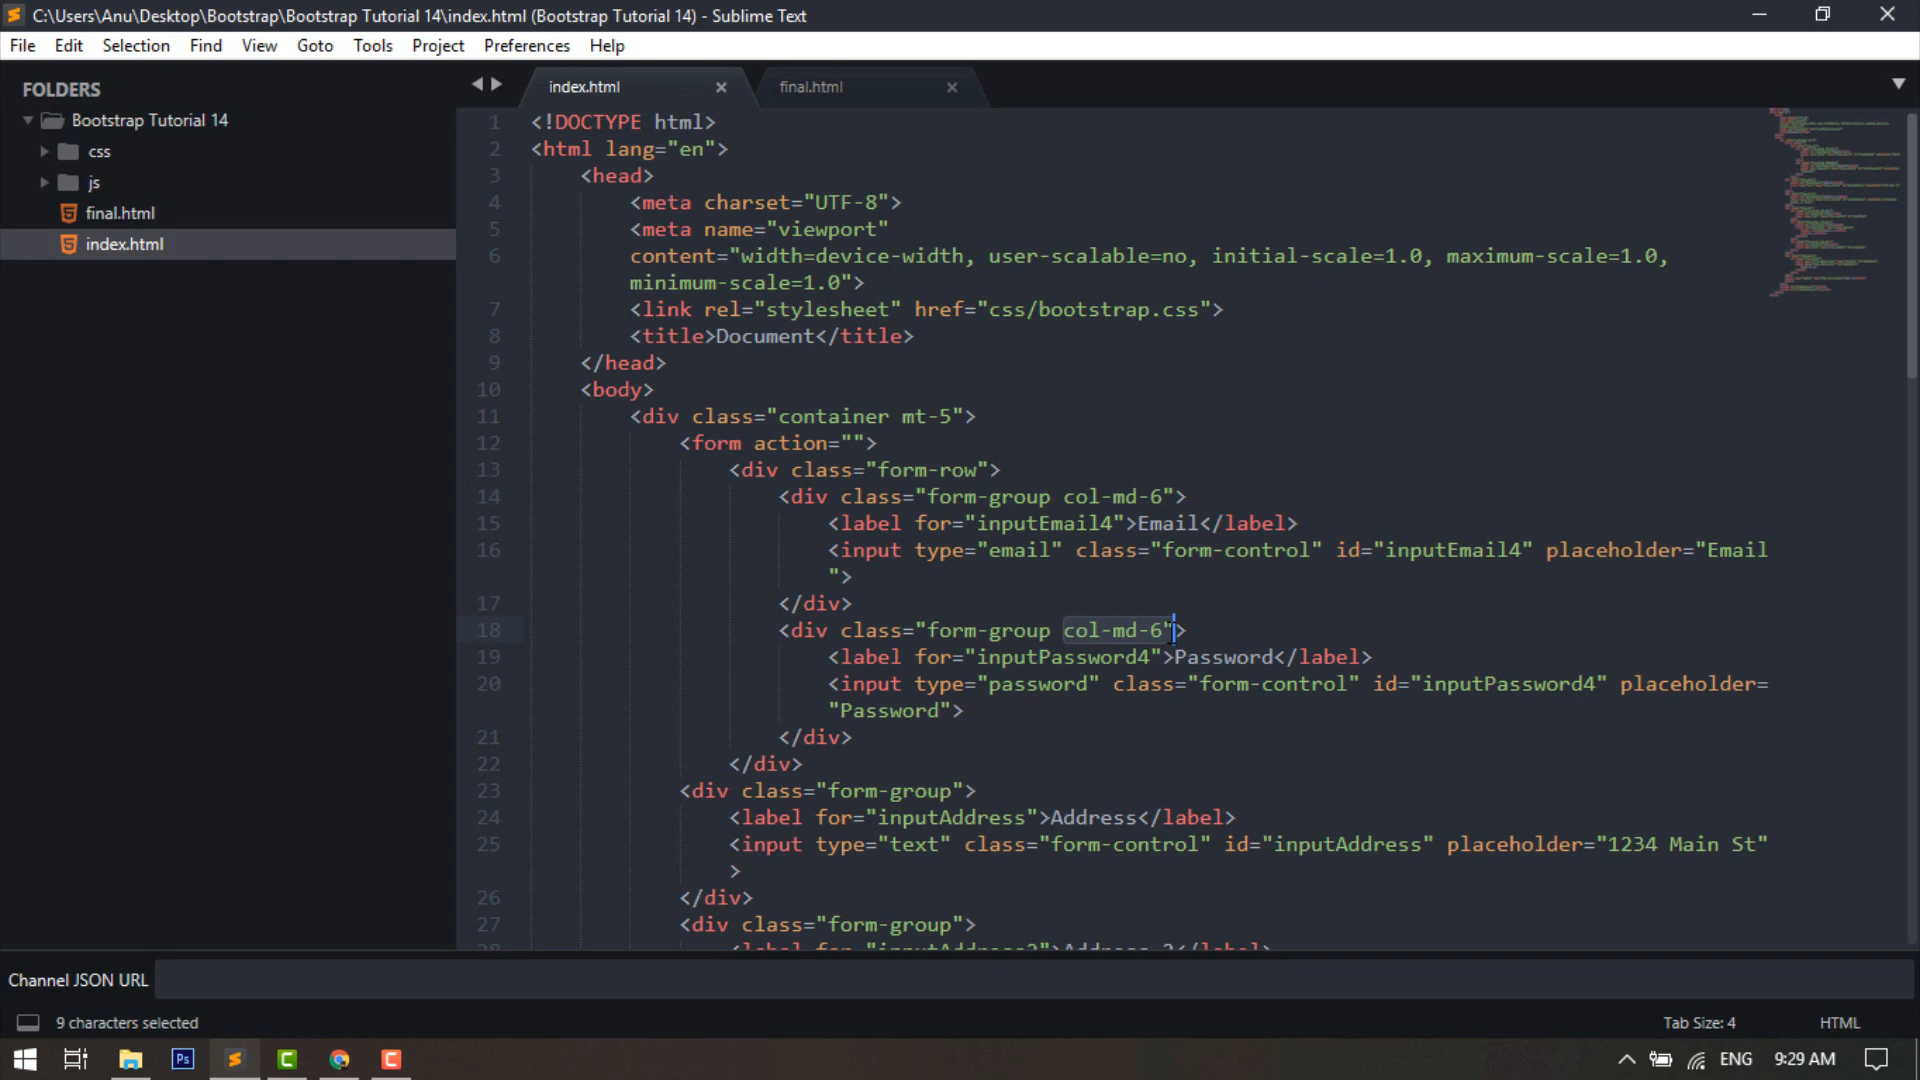 C:\Users\Anu\Desktop\Bootstrap\Bootstrap Tutorial 14\index.html (Bootstrap Tutorial 14) - Sublime Text
File Edit Selection Find View Goto Tools Project Preferences Help
FOLDERS
Bootstrap Tutorial 14
css
js
final.html
index.html
index.html final.html
1 <!DOCTYPE html>
2 <html lang="en">
3 <head>
4 <meta charset="UTF-8">
5 <meta name="viewport"
6 content="width=device-width, user-scalable=no, initial-scale=1.0, maximum-scale=1.0,
minimum-scale=1.0">
7 <link rel="stylesheet" href="css/bootstrap.css">
8 <title>Document</title>
9 </head>
10 <body>
11 <div class="container mt-5">
12 <form action="">
13 <div class="form-row">
14 <div class="form-group col-md-6">
15 <label for="inputEmail4">Email</label>
16 <input type="email" class="form-control" id="inputEmail4" placeholder="Email
">
17 </div>
18 <div class="form-group col-md-6">
19 <label for="inputPassword4">Password</label>
20 <input type="password" class="form-control" id="inputPassword4" placeholder=
"Password">
21 </div>
22 </div>
23 <div class="form-group">
24 <label for="inputAddress">Address</label>
25 <input type="text" class="form-control" id="inputAddress" placeholder="1234 Main St"
>
26 </div>
27 <div class="form-group">
28 <label for="inputAddress2">Address 2</label>
Channel JSON URL
9 characters selected
Tab Size: 4
HTML
Ps
ENG
9:29 AM